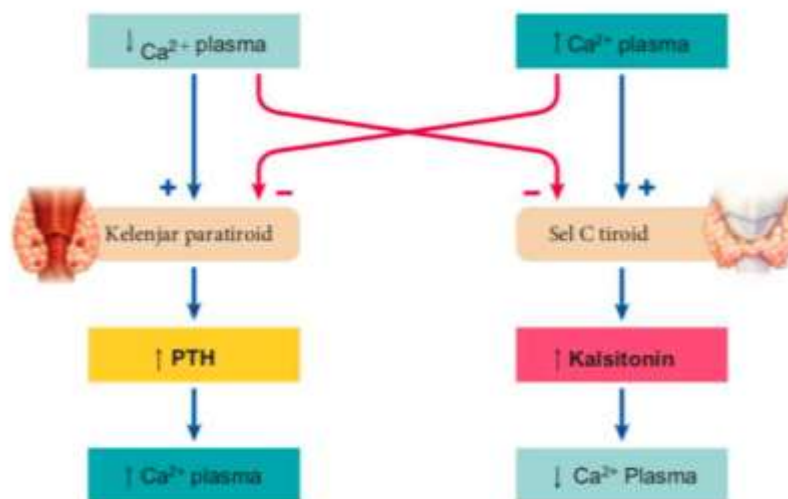 ↓ Ca²⁺ plasma
↑ Ca²⁺ plasma
+
−
−
+
Kelenjar paratiroid
Sel C tiroid
↑ PTH
↑ Kalsitonin
↑ Ca²⁺ plasma
↓ Ca²⁺ Plasma